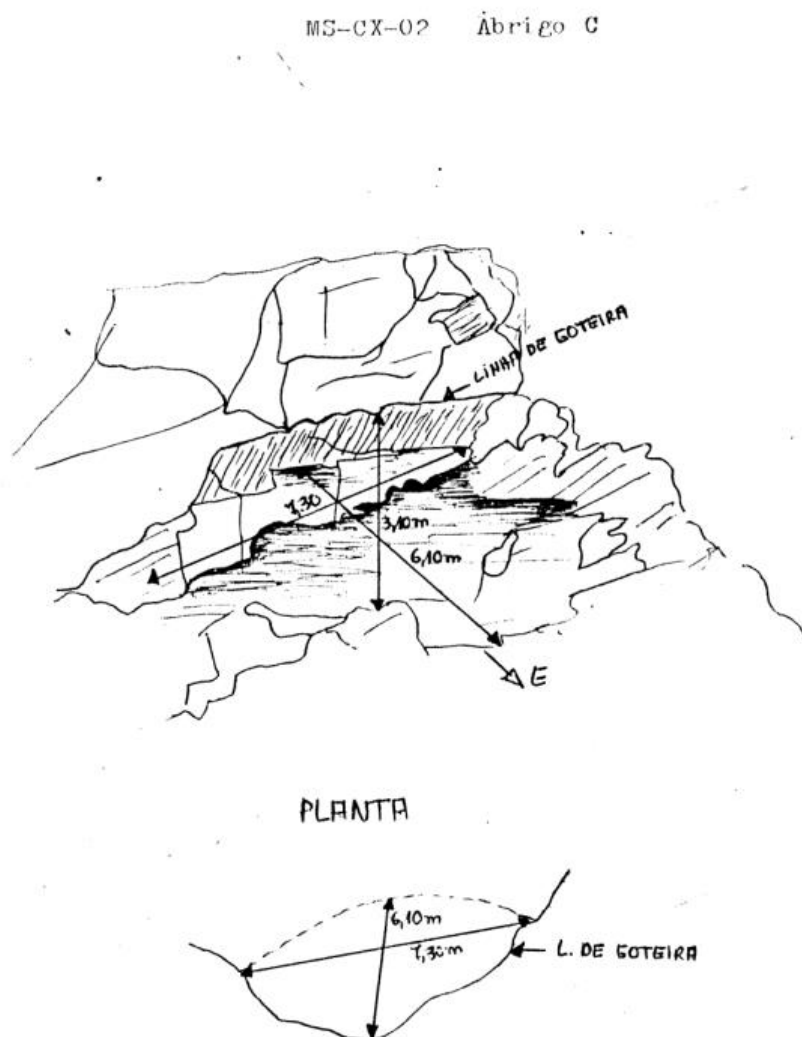 MS-CX-02 Abrigo C
LINHA DE GOTEIRA
7,30
3,10m
6,10m
E
PLANTA
6,10m
7,30m
L. DE GOTEIRA